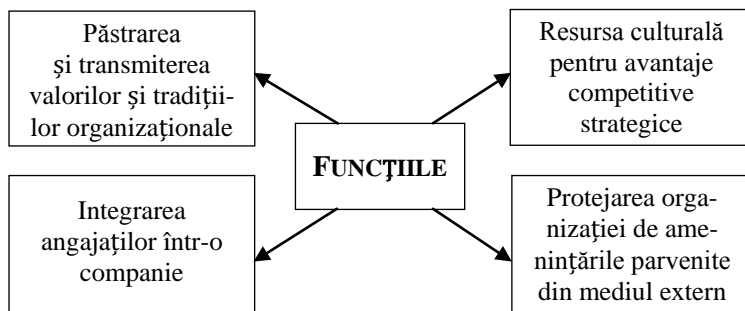 Păstrarea
şi transmiterea
valorilor şi tradiţii-
lor organizaţionale
Resursa culturală
pentru avantaje
competitive
strategice
FUNCŢIILE
Integrarea
angajaţilor într-o
companie
Protejarea orga-
nizaţiei de ame-
ninţările parvenite
din mediul extern